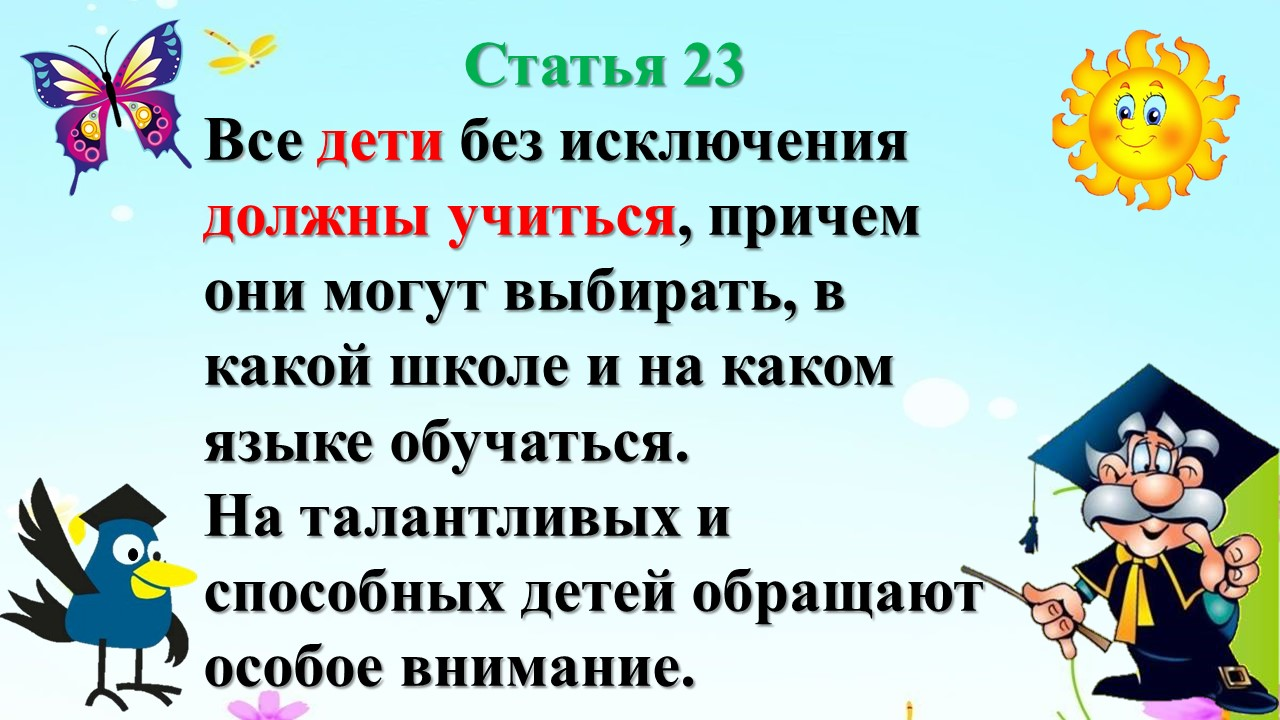 Статья 23
Все дети без исключения
должны учиться, причем
они могут выбирать, в
какой школе и на каком
языке обучаться.
На талантливых и
способных детей обращают
особое внимание.